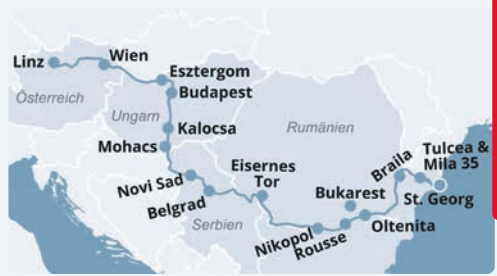 Linz
Wien
Esztergom
Budapest
Österreich
Ungarn
Kalocsa
Rumänien
Mohacs
Tulcea &
Mila 35
Eisernes
Tor
Braila
Novi Sad
Bukarest
St. Georg
Belgrad
Serbien
Oltenita
Nikopol
Rousse